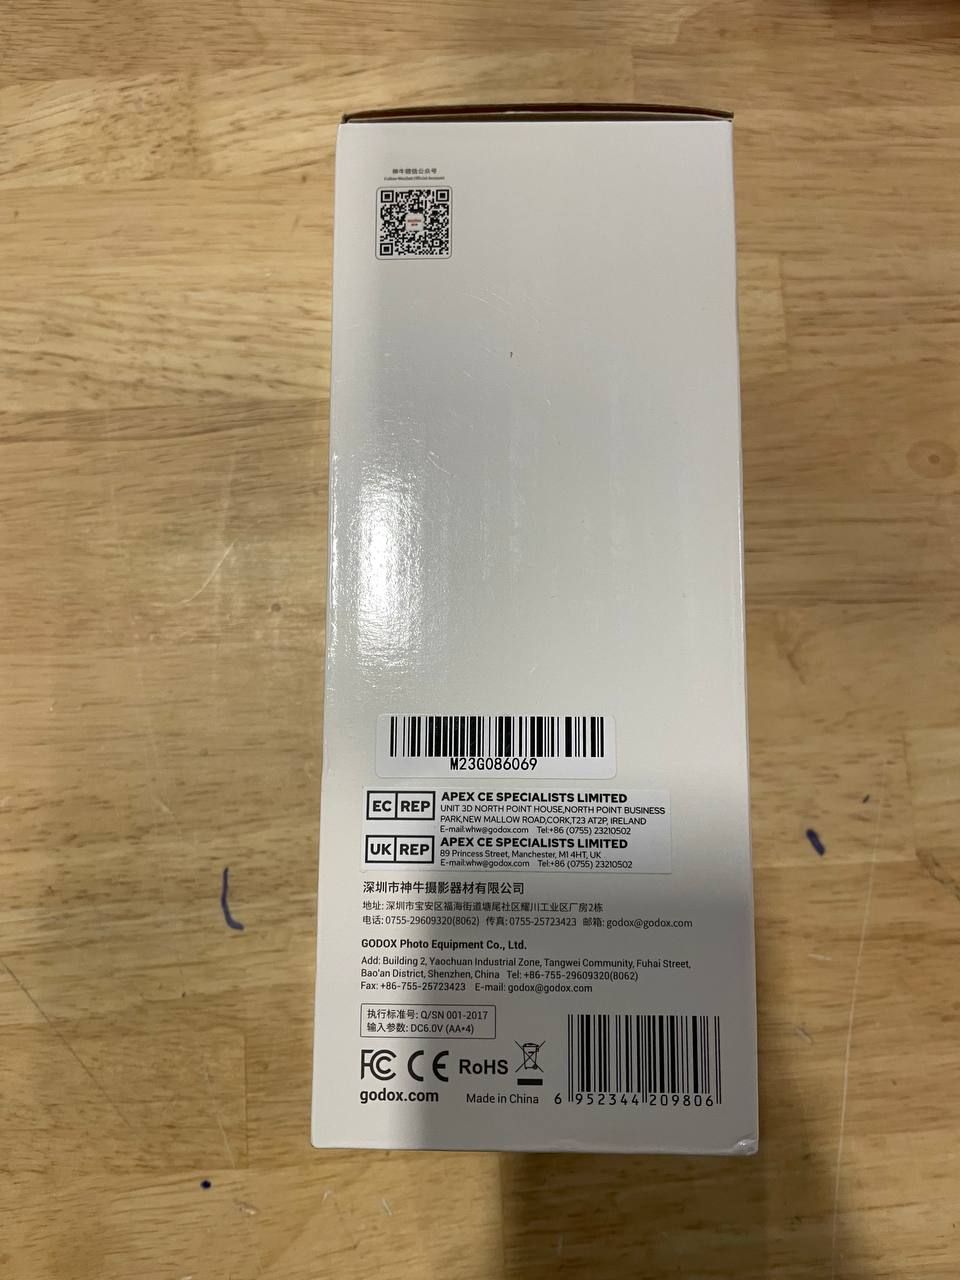 神牛微信公众号
Follow Wechat Official Account
M23G086069
EC REP
APEX CE SPECIALISTS LIMITED
UNIT 3D NORTH POINT HOUSE,NORTH POINT BUSINESS
PARK,NEW MALLOW ROAD,CORK,T23 AT2P, IRELAND
E-mail:whw@godox.com Tel:+86 (0755) 23210502
UK REP
APEX CE SPECIALISTS LIMITED
89 Princess Street, Manchester, M1 4HT, UK
E-mail:whw@godox.com Tel:+86 (0755) 23210502
深圳市神牛摄影器材有限公司
地址: 深圳市宝安区福海街道塘尾社区耀川工业区厂房2栋
电话: 0755-29609320(8062) 传真: 0755-25723423 邮箱: godox@godox.com
GODOX Photo Equipment Co., Ltd.
Add: Building 2, Yaochuan Industrial Zone, Tangwei Community, Fuhai Street,
Bao'an District, Shenzhen, China Tel: +86-755-29609320(8062)
Fax: +86-755-25723423 E-mail: godox@godox.com
执行标准号: Q/SN 001-2017
输入参数: DC6.0V (AA*4)
FC CE RoHS
godox.com Made in China 6 952344 209806